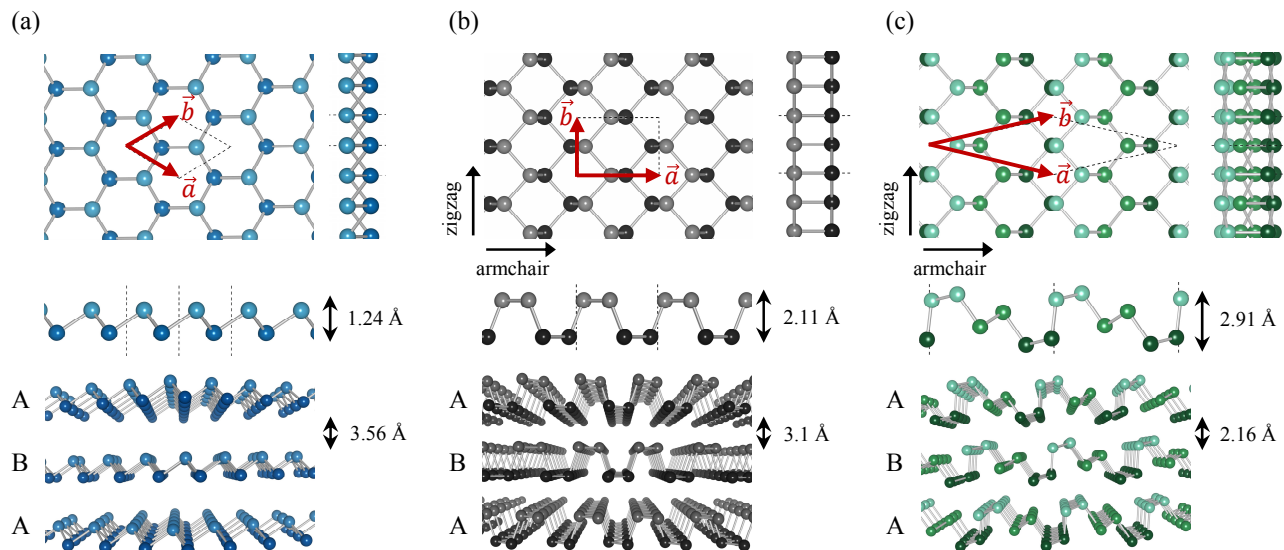 (a)
(b)
(c)
b⃗
a⃗
b⃗
a⃗
b⃗
a⃗
zigzag
armchair
zigzag
armchair
1.24 Å
2.11 Å
2.91 Å
A
3.56 Å
B
A
A
3.1 Å
B
A
A
2.16 Å
B
A